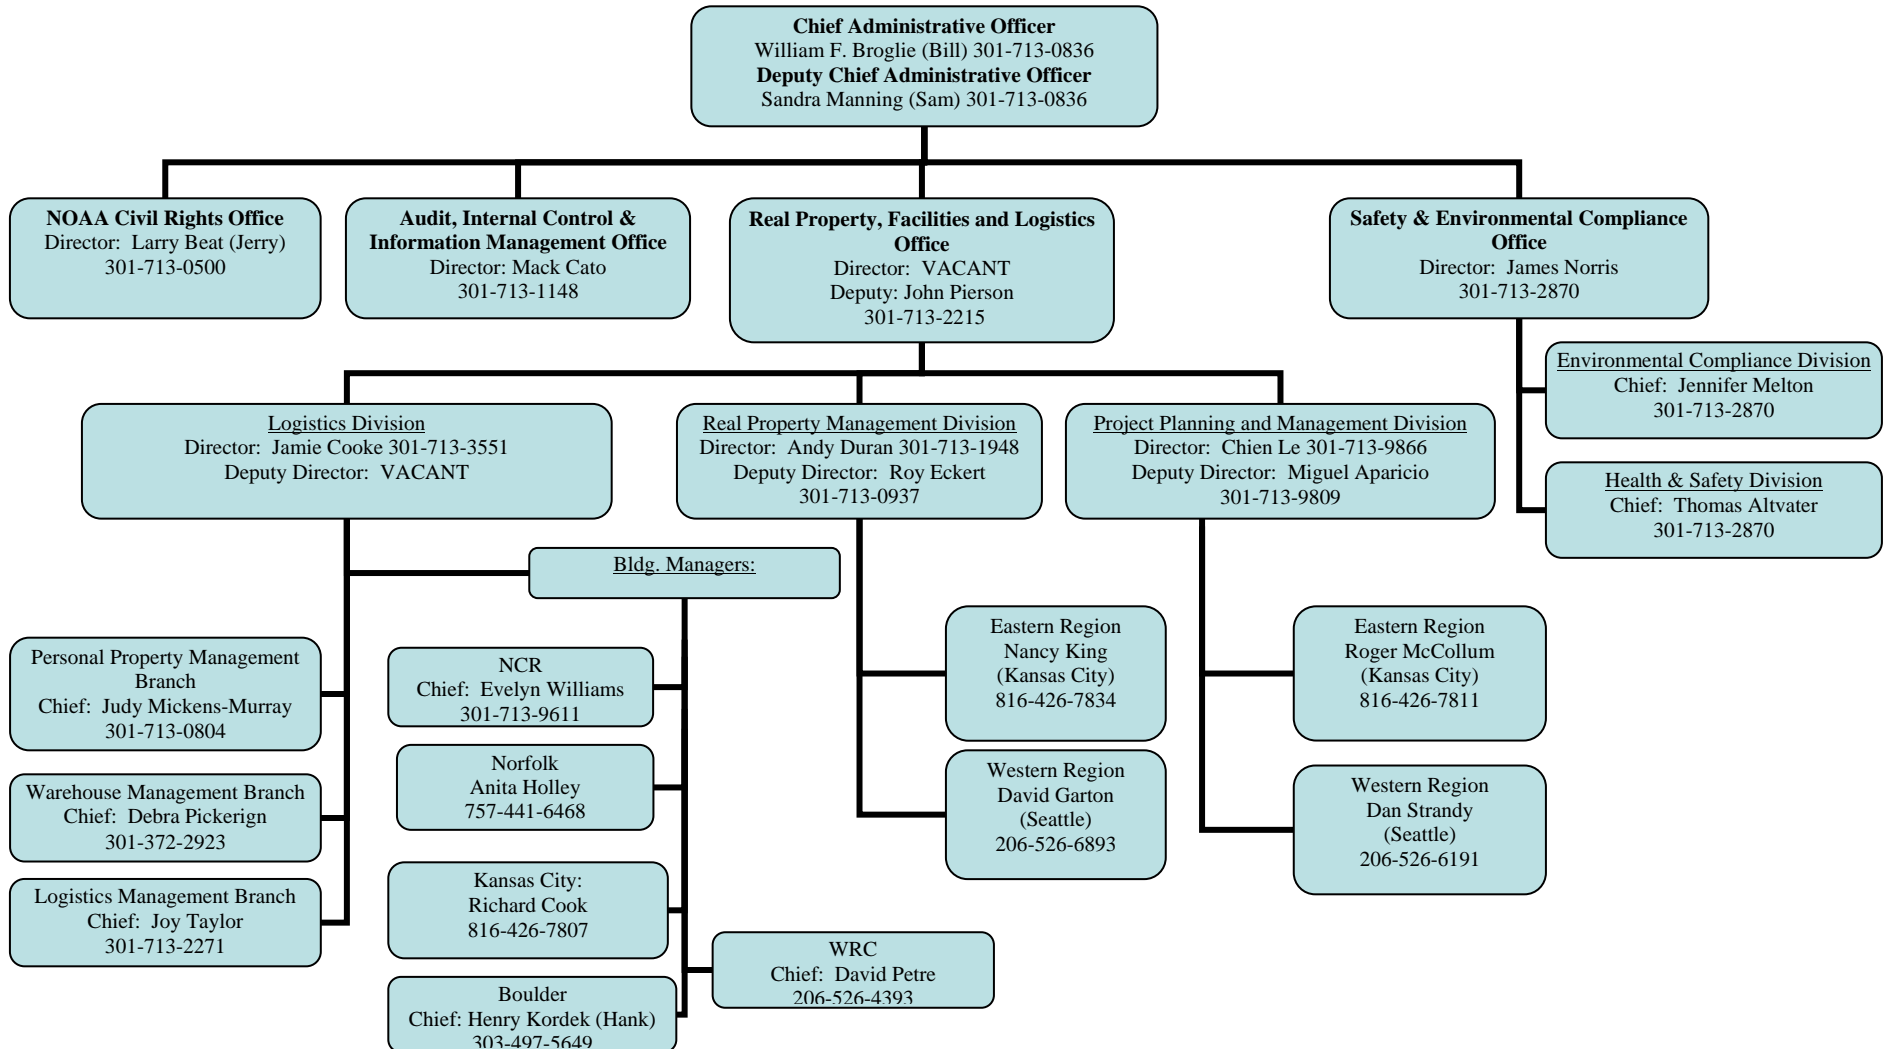 Chief Administrative Officer
William F. Broglie (Bill) 301-713-0836
Deputy Chief Administrative Officer
Sandra Manning (Sam) 301-713-0836
NOAA Civil Rights Office
Director: Larry Beat (Jerry)
301-713-0500
Audit, Internal Control &
Information Management Office
Director: Mack Cato
301-713-1148
Real Property, Facilities and Logistics
Office
Director: VACANT
Deputy: John Pierson
301-713-2215
Safety & Environmental Compliance
Office
Director: James Norris
301-713-2870
Environmental Compliance Division
Chief: Jennifer Melton
301-713-2870
Health & Safety Division
Chief: Thomas Altvater
301-713-2870
Logistics Division
Director: Jamie Cooke 301-713-3551
Deputy Director: VACANT
Real Property Management Division
Director: Andy Duran 301-713-1948
Deputy Director: Roy Eckert
301-713-0937
Project Planning and Management Division
Director: Chien Le 301-713-9866
Deputy Director: Miguel Aparicio
301-713-9809
Bldg. Managers:
Personal Property Management
Branch
Chief: Judy Mickens-Murray
301-713-0804
Warehouse Management Branch
Chief: Debra Pickerign
301-372-2923
Logistics Management Branch
Chief: Joy Taylor
301-713-2271
NCR
Chief: Evelyn Williams
301-713-9611
Norfolk
Anita Holley
757-441-6468
Kansas City:
Richard Cook
816-426-7807
Boulder
Chief: Henry Kordek (Hank)
303-497-5649
WRC
Chief: David Petre
206-526-4393
Eastern Region
Nancy King
(Kansas City)
816-426-7834
Western Region
David Garton
(Seattle)
206-526-6893
Eastern Region
Roger McCollum
(Kansas City)
816-426-7811
Western Region
Dan Strandy
(Seattle)
206-526-6191